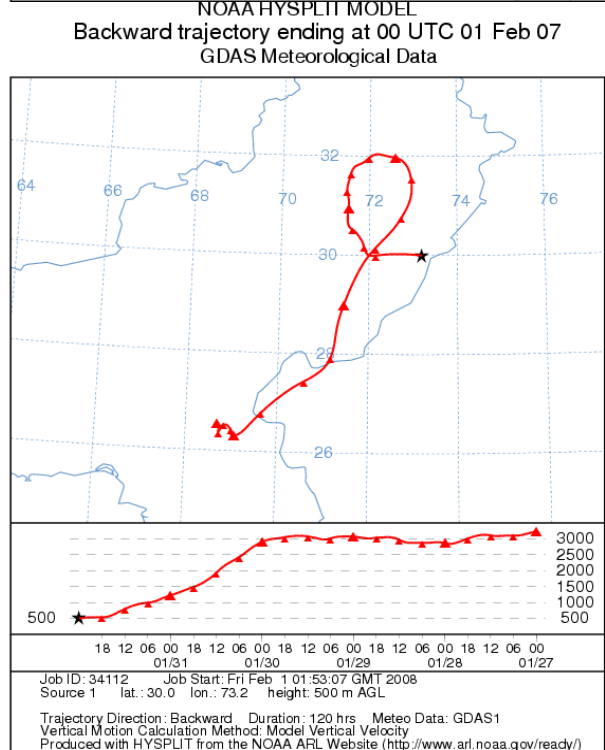 NOAA HYSPLIT MODEL
Backward trajectory ending at 00 UTC 01 Feb 07
GDAS Meteorological Data
32
64
66
68
70
72
74
76
30
28
26
3000
2500
2000
1500
1000
500 500
18 12 06 00 18 12 06 00 18 12 06 00 18 12 06 00 18 12 06 00
01/31 01/30 01/29 01/28 01/27
Job ID: 34112 Job Start: Fri Feb 1 01:53:07 GMT 2008
Source 1 lat.: 30.0 lon.: 73.2 height: 500 m AGL
Trajectory Direction: Backward Duration: 120 hrs Meteo Data: GDAS1
Vertical Motion Calculation Method: Model Vertical Velocity
Produced with HYSPLIT from the NOAA ARL Website (http://www.arl.noaa.gov/ready/)